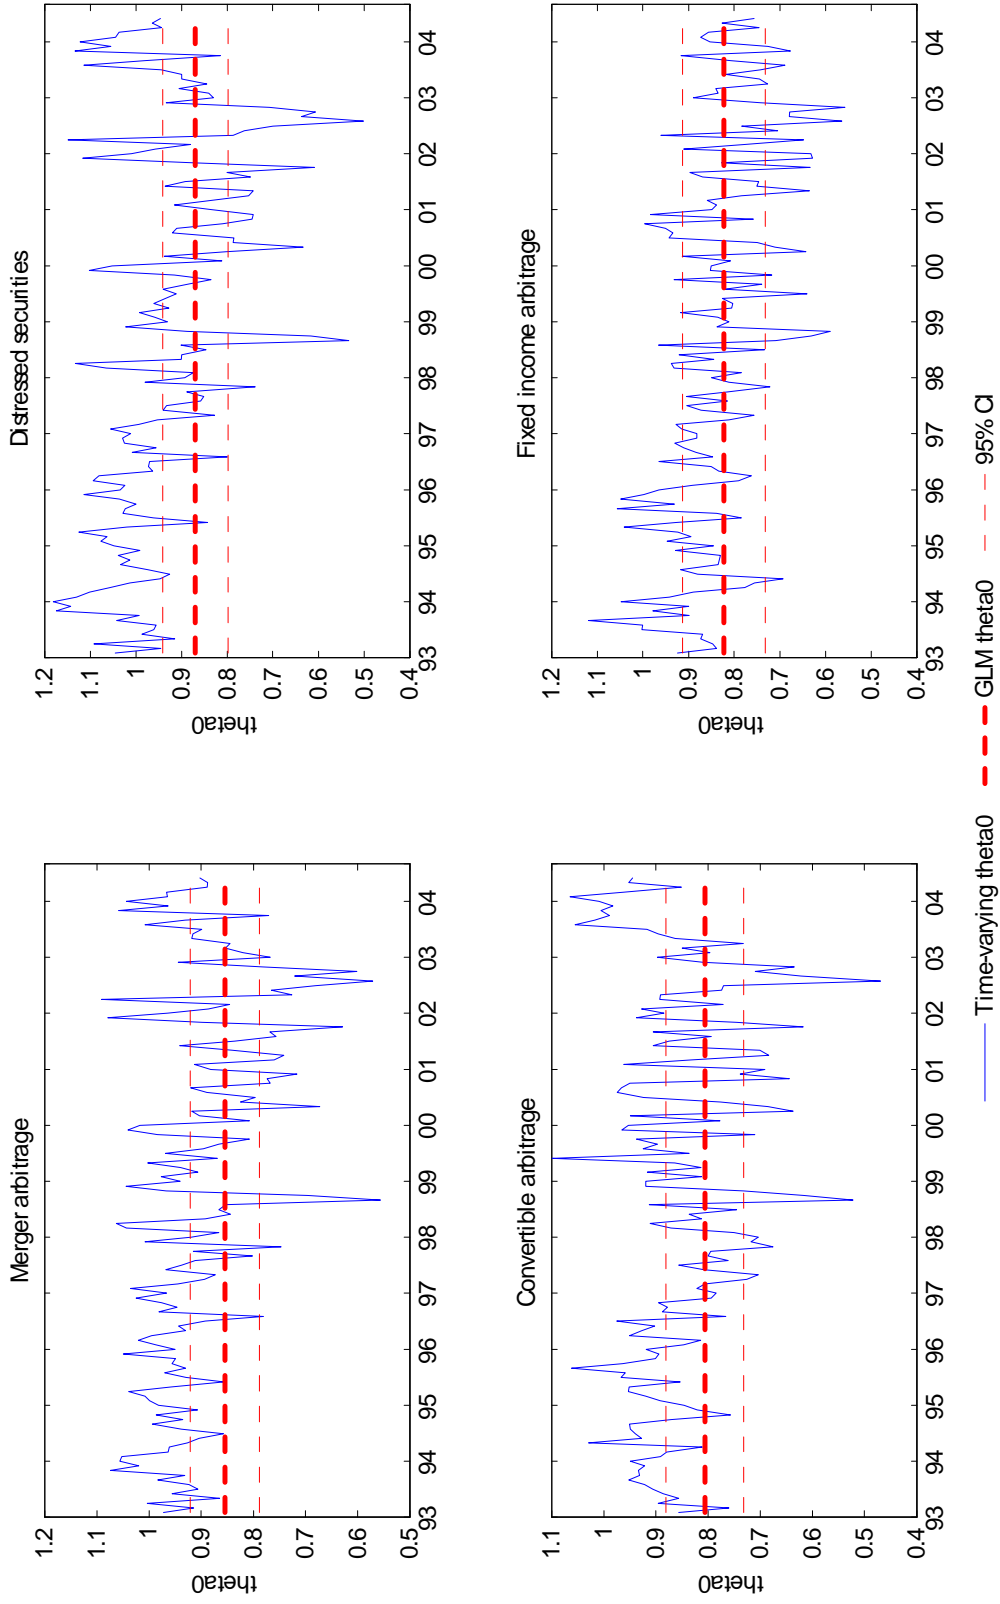 Merger arbitrage
theta0
1.2
1.1
1
0.9
0.8
0.7
0.6
0.5
93 94 95 96 97 98 99 00 01 02 03 04
Distressed securities
theta0
1.2
1.1
1
0.9
0.8
0.7
0.6
0.5
0.4
93 94 95 96 97 98 99 00 01 02 03 04
Convertible arbitrage
theta0
1.1
1
0.9
0.8
0.7
0.6
0.5
0.4
93 94 95 96 97 98 99 00 01 02 03 04
Fixed income arbitrage
theta0
1.2
1.1
1
0.9
0.8
0.7
0.6
0.5
0.4
93 94 95 96 97 98 99 00 01 02 03 04
Time-varying theta0 GLM theta0 95% CI